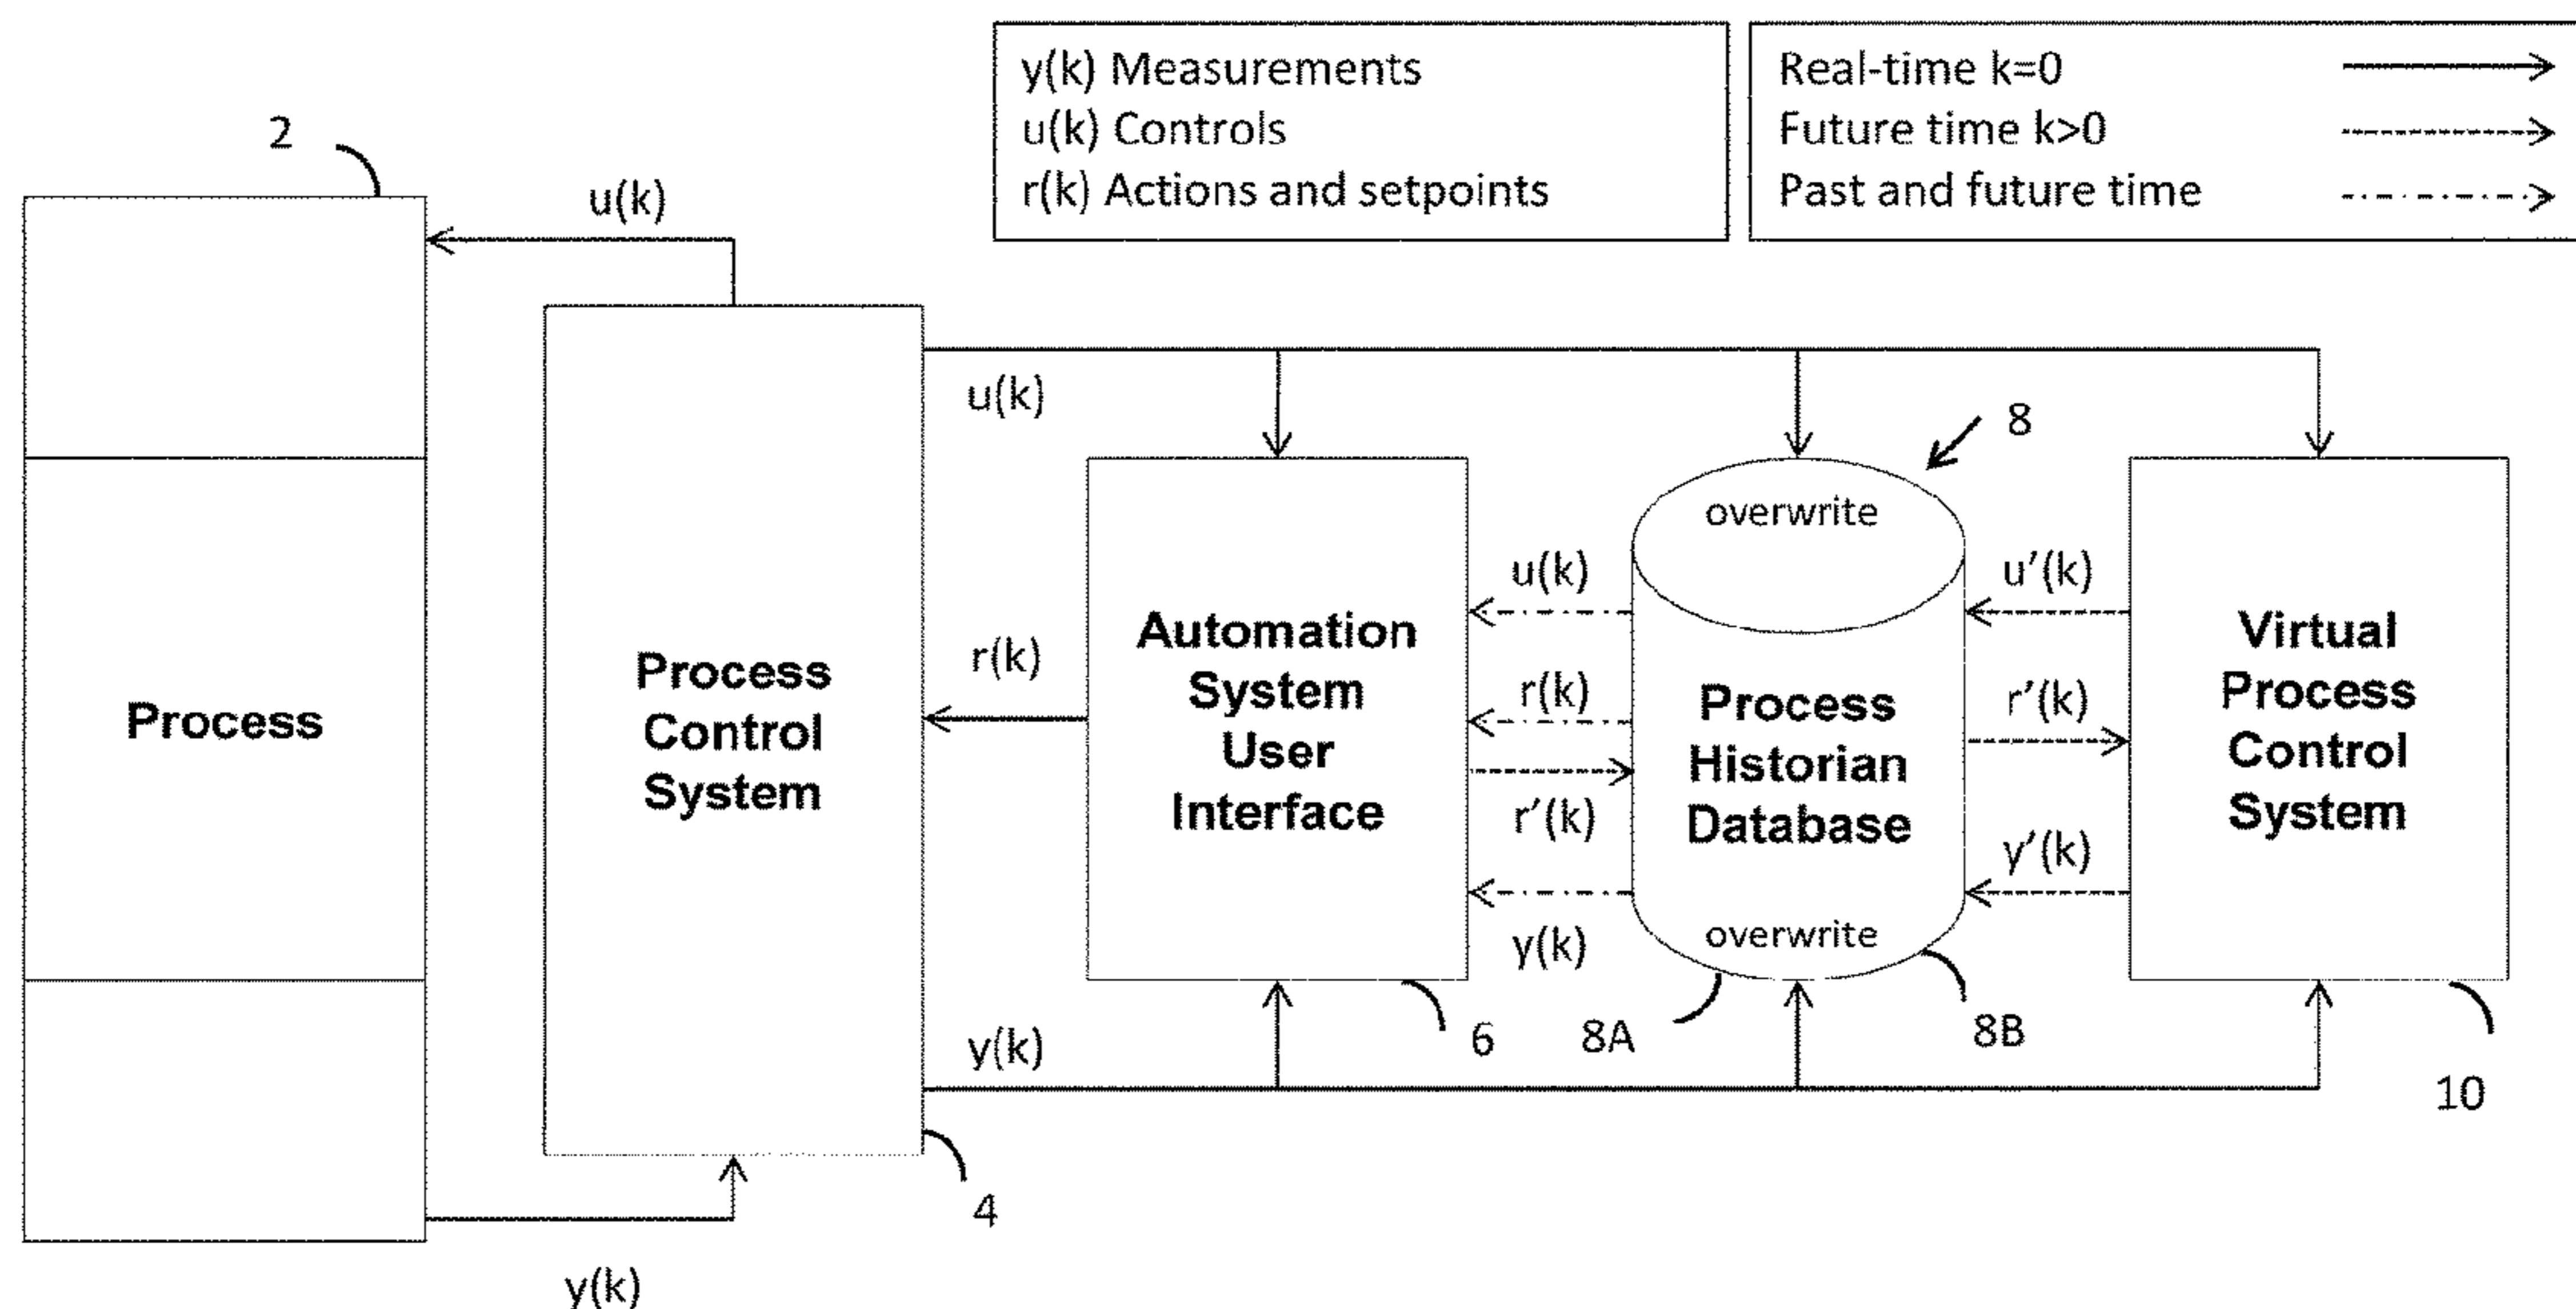 y(k) Measurements
u(k) Controls
r(k) Actions and setpoints
Real-time k=0
Future time k>0
Past and future time
2
u(k)
Process
y(k)
Process
Control
System
4
u(k)
r(k)
y(k)
Automation
System
User
Interface
6
u(k)
r(k)
r’(k)
y(k)
8
overwrite
Process
Historian
Database
overwrite
8A
8B
u’(k)
r’(k)
y’(k)
Virtual
Process
Control
System
10